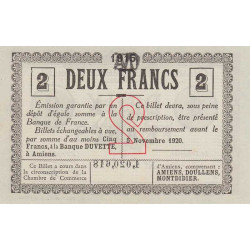 2 DEUX FRANCS 2
Émission garantie par un
dépôt égale somme à la
Banque de France.
Billets échangeables à vue,
par somme de Cinq
Francs, à la Banque DUVETTE,
à Amiens.
Ce billet devra, sous peine
de prescription, être présenté
au remboursement avant le
Novembre 1920.
2
Ce Billet a cours dans la
circonscription de la
Chambre de Commerce
d'Amiens, comprenant :
AMIENS, DOULLENS,
MONTDIDIER.